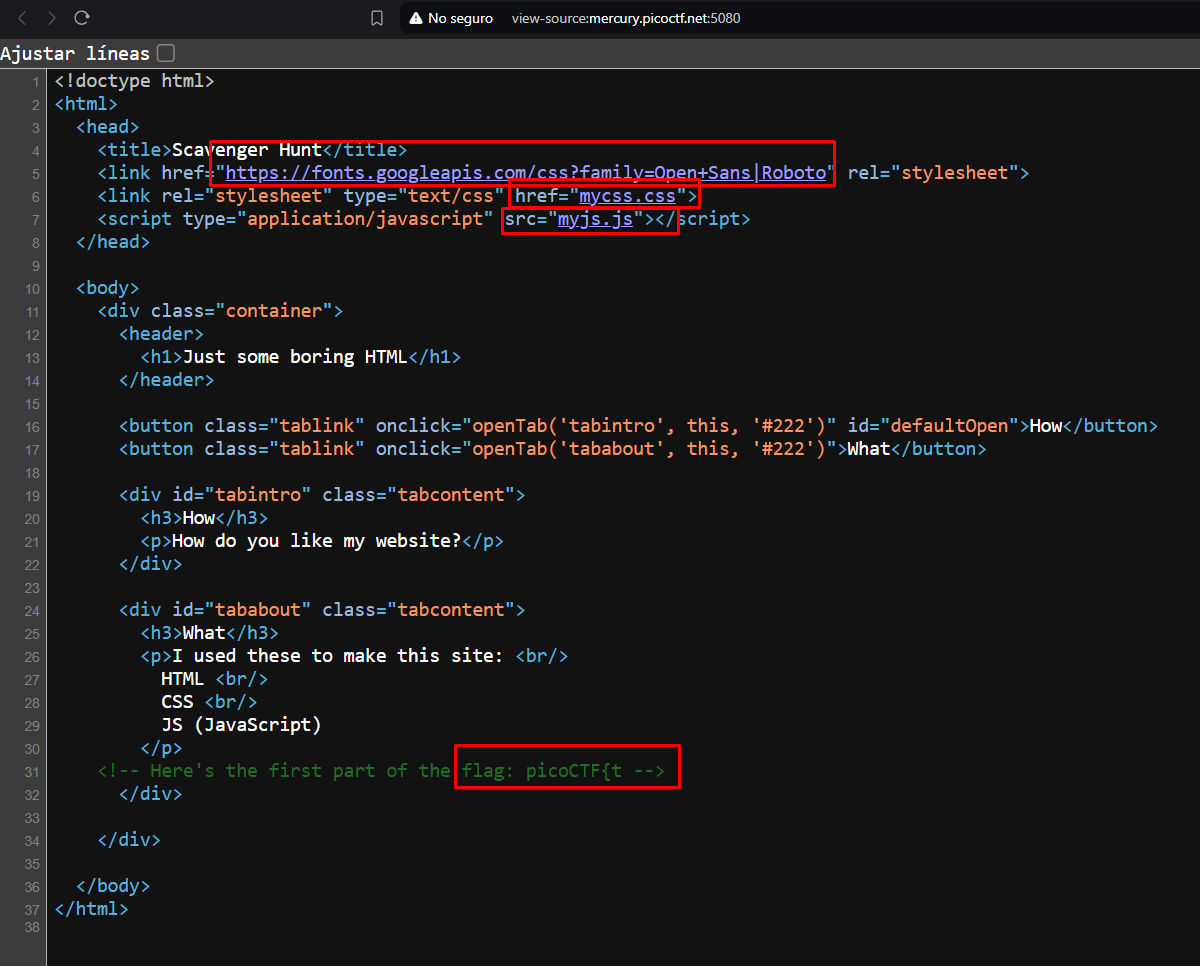 No seguro view-source:mercury.picoctf.net:5080
Ajustar líneas
1 <!doctype html>
2 <html>
3 <head>
4 <title>Scavenger Hunt</title>
5 <link href="https://fonts.googleapis.com/css?family=Open+Sans|Roboto" rel="stylesheet">
6 <link rel="stylesheet" type="text/css" href="mycss.css">
7 <script type="application/javascript" src="myjs.js"></script>
8 </head>
9
10 <body>
11 <div class="container">
12 <header>
13 <h1>Just some boring HTML</h1>
14 </header>
15
16 <button class="tablink" onclick="openTab('tabintro', this, '#222')" id="defaultOpen">How</button>
17 <button class="tablink" onclick="openTab('tababout', this, '#222')">What</button>
18
19 <div id="tabintro" class="tabcontent">
20 <h3>How</h3>
21 <p>How do you like my website?</p>
22 </div>
23
24 <div id="tababout" class="tabcontent">
25 <h3>What</h3>
26 <p>I used these to make this site: <br/>
27 HTML <br/>
28 CSS <br/>
29 JS (JavaScript)
30 </p>
31 <!-- Here's the first part of the flag: picoCTF{t -->
32 </div>
33
34 </div>
35
36 </body>
37 </html>
38